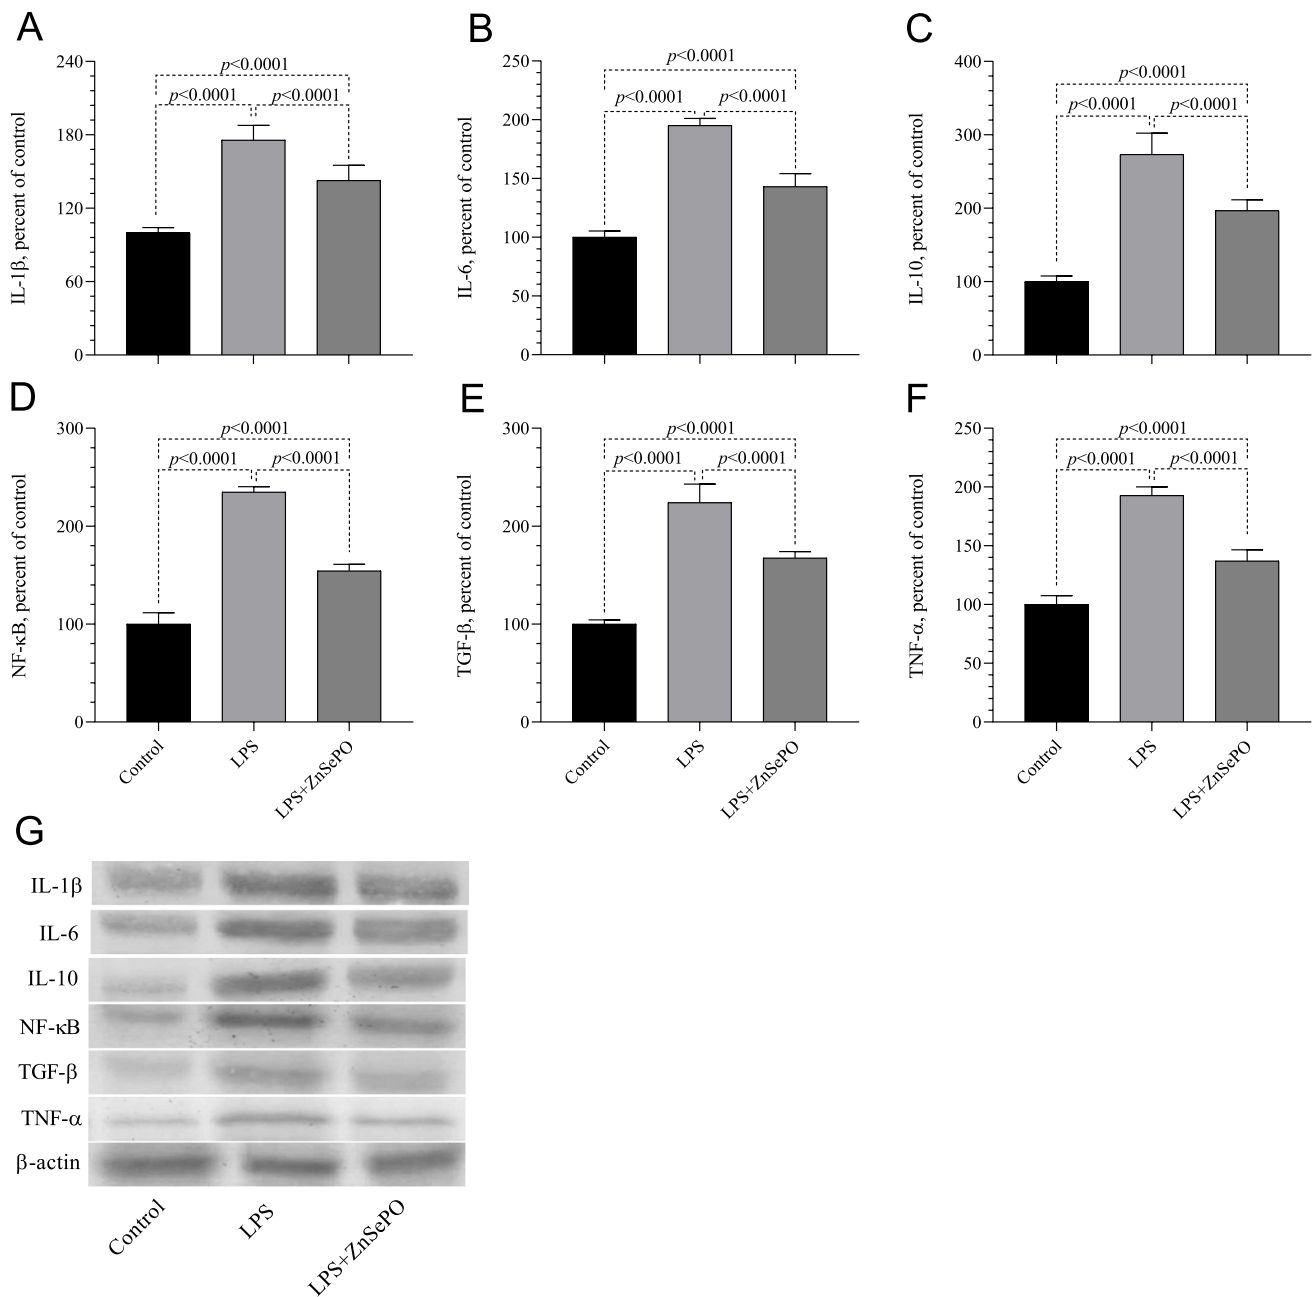 A
IL-1β, percent of control
240
180
120
60
0
p<0.0001
p<0.0001
p<0.0001
B
IL-6, percent of control
250
200
150
100
50
0
p<0.0001
p<0.0001
p<0.0001
C
IL-10, percent of control
400
300
200
100
0
p<0.0001
p<0.0001
p<0.0001
D
NF-κB, percent of control
300
200
100
0
p<0.0001
p<0.0001
p<0.0001
Control
LPS
LPS+ZnSePO
E
TGF-β, percent of control
300
200
100
0
p<0.0001
p<0.0001
p<0.0001
Control
LPS
LPS+ZnSePO
F
TNF-α, percent of control
250
200
150
100
50
0
p<0.0001
p<0.0001
p<0.0001
Control
LPS
LPS+ZnSePO
G
IL-1β
IL-6
IL-10
NF-κB
TGF-β
TNF-α
β-actin
Control
LPS
LPS+ZnSePO